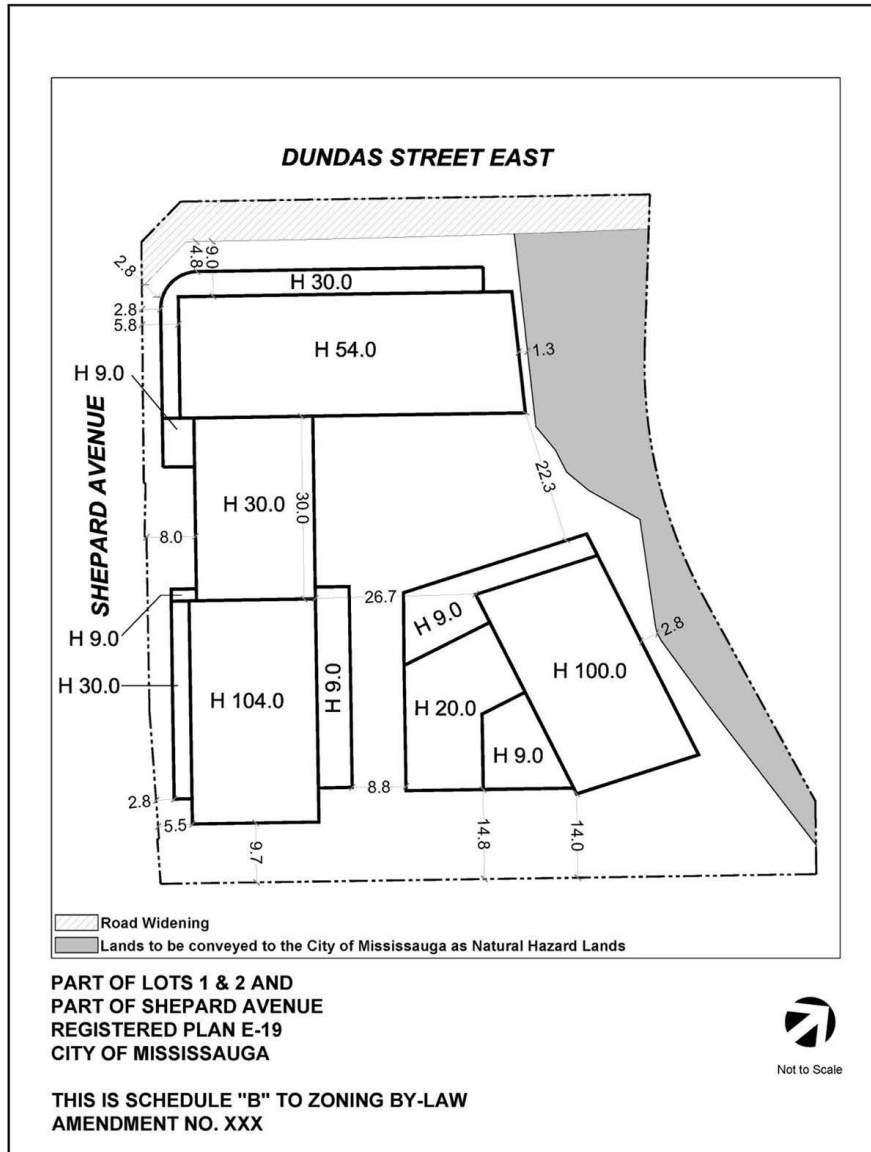 DUNDAS STREET EAST
2.8
4.8
9.0
H 30.0
2.8
5.8
H 54.0
1.3
H 9.0
SHEPARD AVENUE
22.3
H 30.0
30.0
8.0
26.7
H 9.0
H 9.0
2.8
H 30.0
H 104.0
H 9.0
H 20.0
H 100.0
H 9.0
2.8
8.8
5.5
9.7
14.8
14.0
Road Widening
Lands to be conveyed to the City of Mississauga as Natural Hazard Lands
PART OF LOTS 1 & 2 AND
PART OF SHEPARD AVENUE
REGISTERED PLAN E-19
CITY OF MISSISSAUGA
Not to Scale
THIS IS SCHEDULE "B" TO ZONING BY-LAW
AMENDMENT NO. XXX